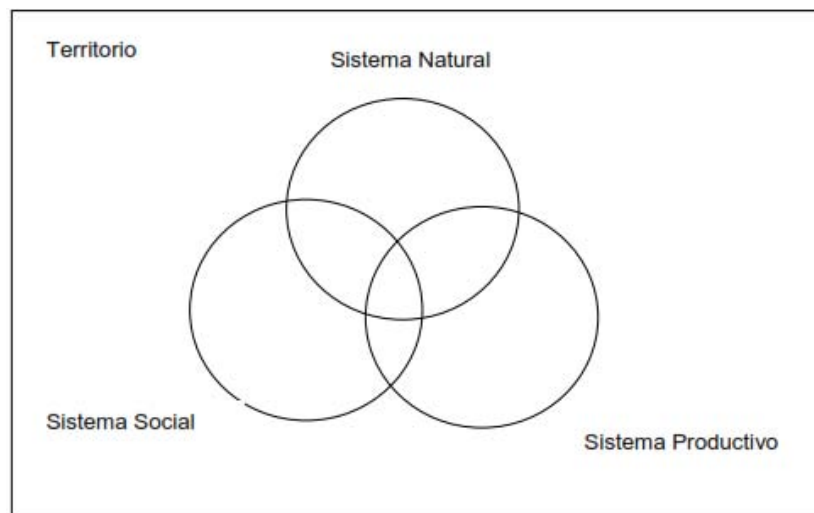 Territorio
Sistema Natural
Sistema Social
Sistema Productivo